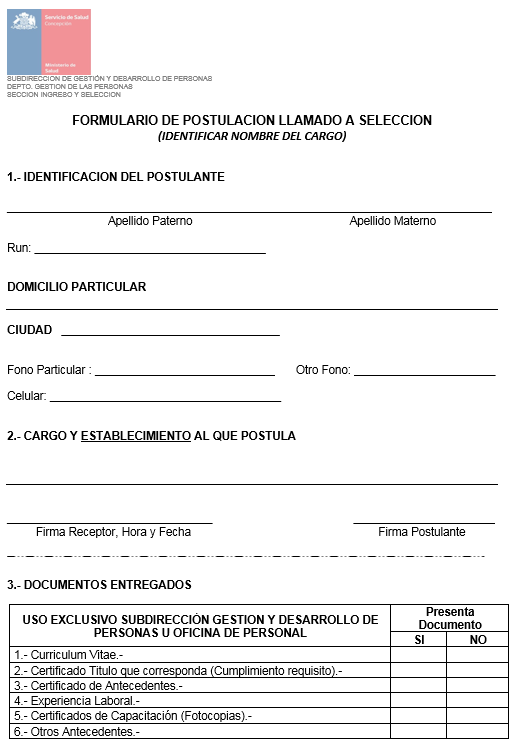 Servicio de Salud
Concepción
Ministerio de
Salud
SUBDIRECCION DE GESTIÓN Y DESARROLLO DE PERSONAS
DEPTO. GESTION DE LAS PERSONAS
SECCION INGRESO Y SELECCION
FORMULARIO DE POSTULACION LLAMADO A SELECCION
(IDENTIFICAR NOMBRE DEL CARGO)
1.- IDENTIFICACION DEL POSTULANTE
Apellido Paterno Apellido Materno
Run:
DOMICILIO PARTICULAR
CIUDAD
Fono Particular : Otro Fono:
Celular:
2.- CARGO Y ESTABLECIMIENTO AL QUE POSTULA
Firma Receptor, Hora y Fecha Firma Postulante
3.- DOCUMENTOS ENTREGADOS
USO EXCLUSIVO SUBDIRECCIÓN GESTION Y DESARROLLO DE
PERSONAS U OFICINA DE PERSONAL
Presenta
Documento
SI NO
1.- Curriculum Vitae.-
2.- Certificado Titulo que corresponda (Cumplimiento requisito).-
3.- Certificado de Antecedentes.-
4.- Experiencia Laboral.-
5.- Certificados de Capacitación (Fotocopias).-
6.- Otros Antecedentes.-